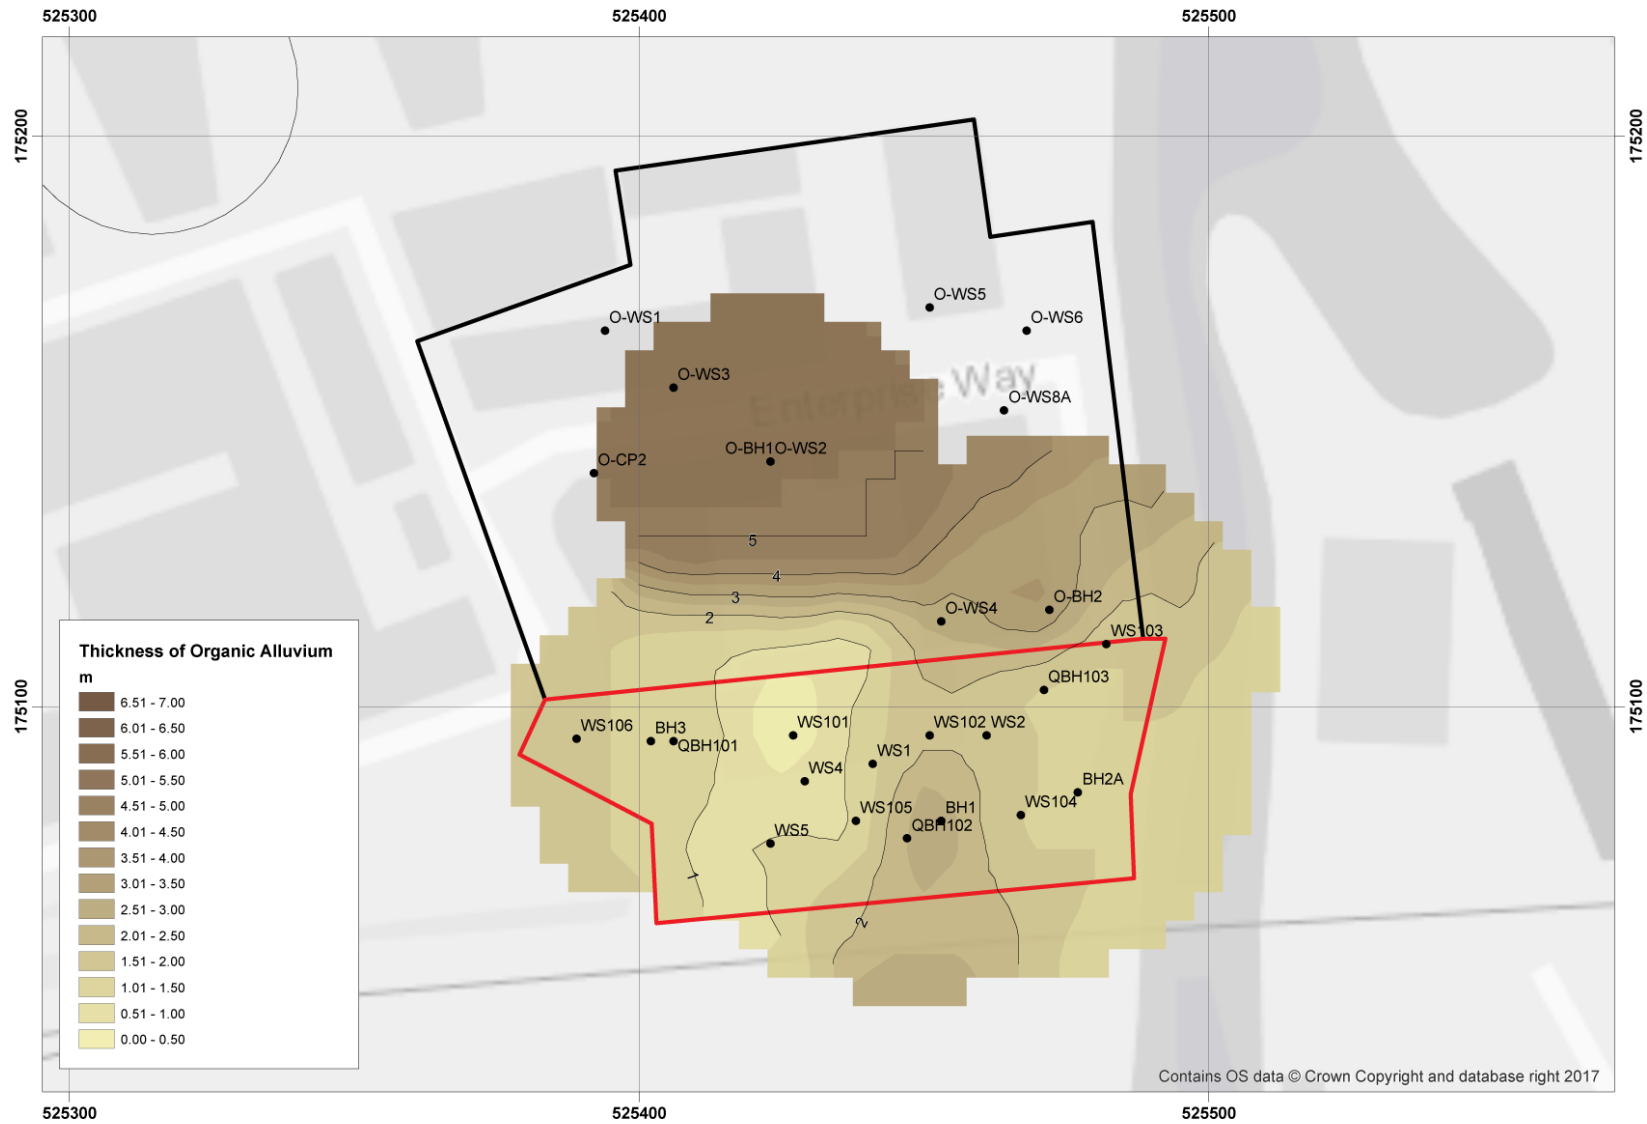 525300 525400 525500
175200 175200
O-WS5
O-WS1 O-WS6
O-WS3
Enterprise Way
O-WS8A
O-BH1O-WS2
O-CP2
5
4
3
2
O-BH2
O-WS4
WS103
QBH103
175100 175100
WS106 BH3 WS101 WS102 WS2
QBH101
WS1
WS4
BH2A
WS105 BH1 WS104
QBH102
WS5
1
2
Thickness of Organic Alluvium
m
6.51 - 7.00
6.01 - 6.50
5.51 - 6.00
5.01 - 5.50
4.51 - 5.00
4.01 - 4.50
3.51 - 4.00
3.01 - 3.50
2.51 - 3.00
2.01 - 2.50
1.51 - 2.00
1.01 - 1.50
0.51 - 1.00
0.00 - 0.50
Contains OS data © Crown Copyright and database right 2017
525300 525400 525500